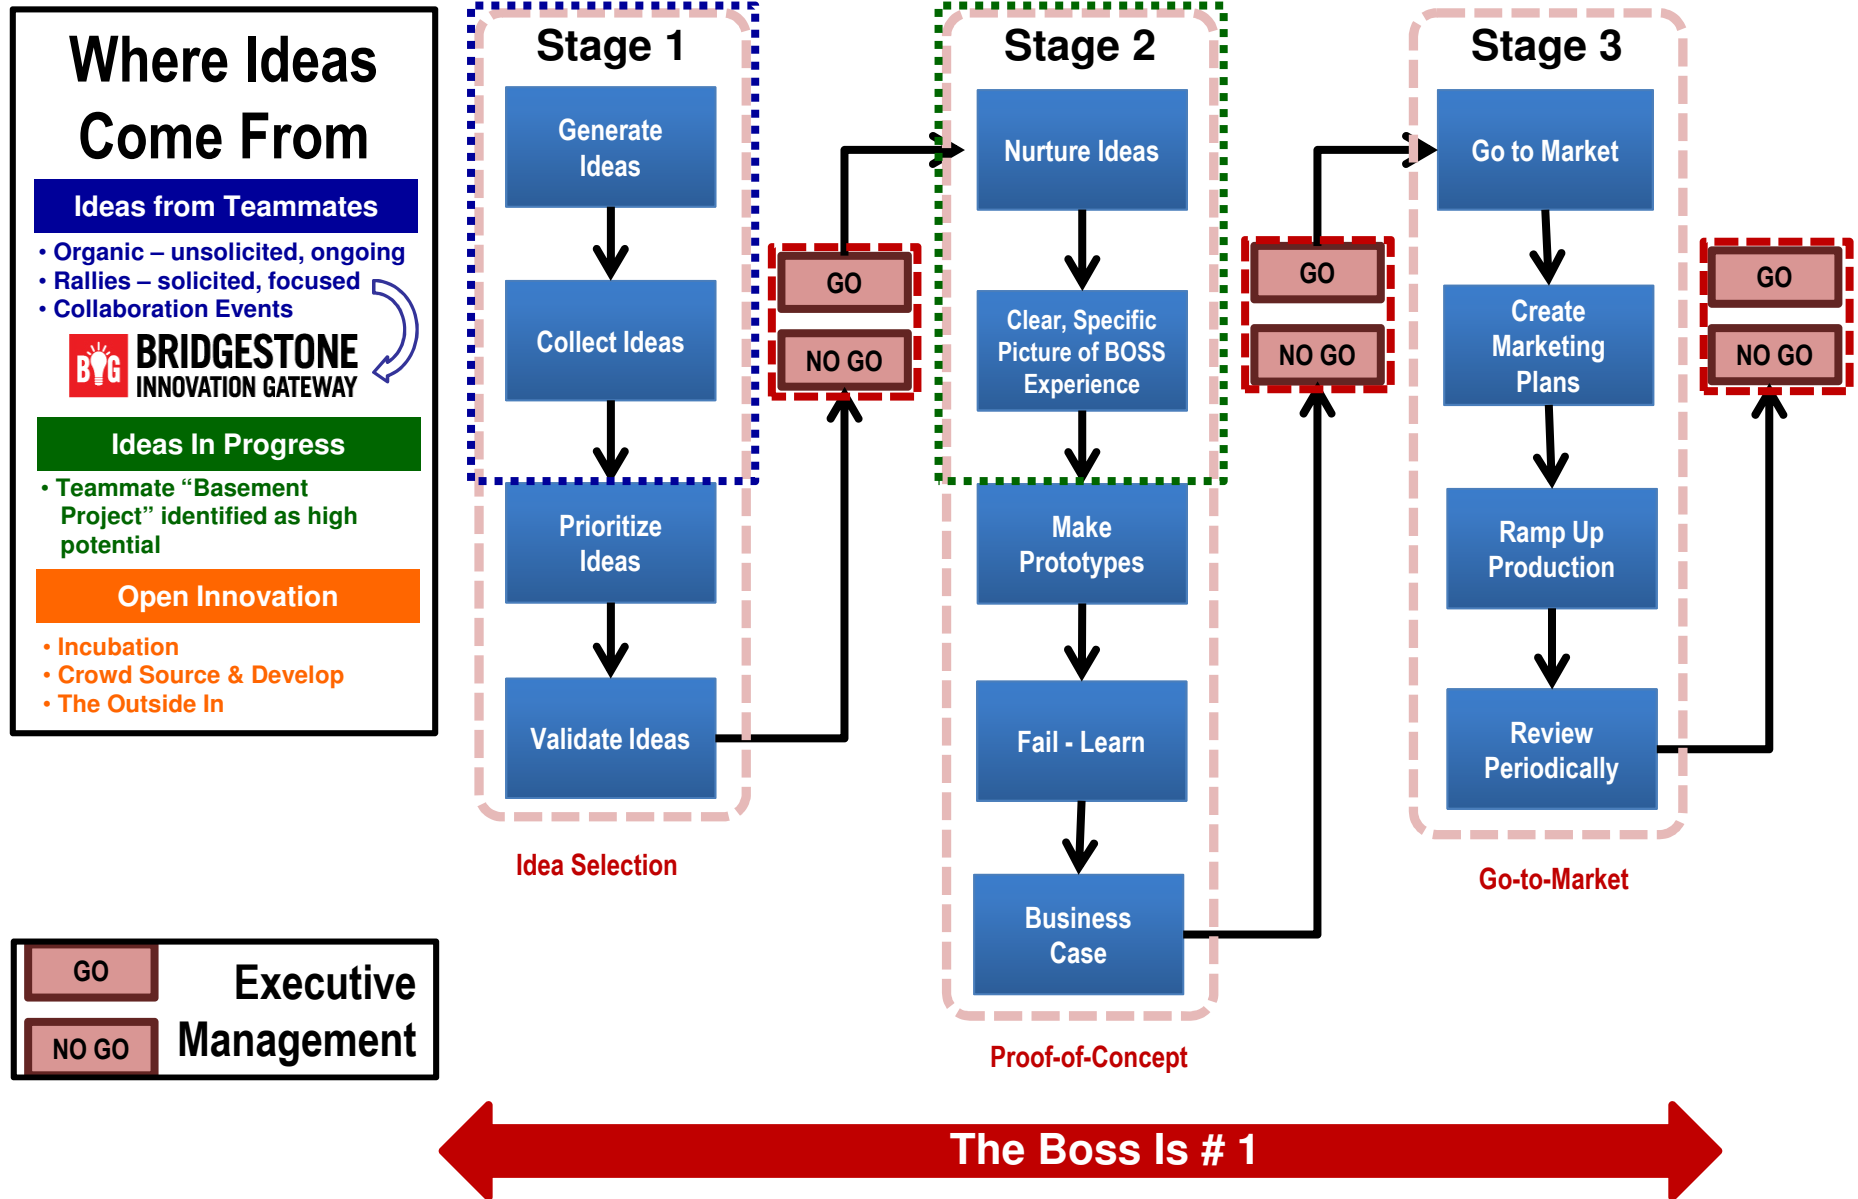 Where Ideas
Come From
Ideas from Teammates
• Organic – unsolicited, ongoing
• Rallies – solicited, focused
• Collaboration Events
B G
BRIDGESTONE
INNOVATION GATEWAY
Ideas In Progress
• Teammate “Basement
Project” identified as high
potential
Open Innovation
• Incubation
• Crowd Source & Develop
• The Outside In
GO
NO GO
Executive
Management
Stage 1
Generate
Ideas
Collect Ideas
Prioritize
Ideas
Validate Ideas
Idea Selection
GO
NO GO
Stage 2
Nurture Ideas
Clear, Specific
Picture of BOSS
Experience
Make
Prototypes
Fail - Learn
Business
Case
Proof-of-Concept
GO
NO GO
Stage 3
Go to Market
Create
Marketing
Plans
Ramp Up
Production
Review
Periodically
Go-to-Market
GO
NO GO
The Boss Is # 1